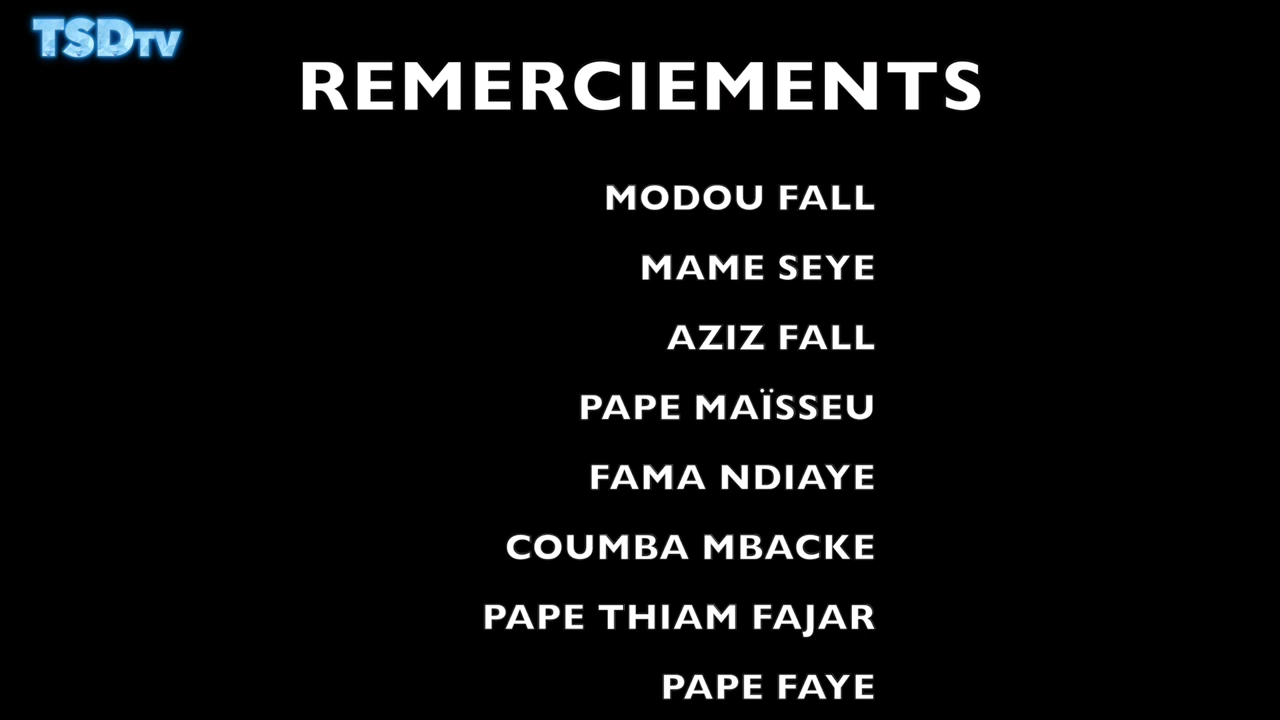 TSDTV
REMERCIEMENTS
MODOU FALL
MAME SEYE
AZIZ FALL
PAPE MAÏSSEU
FAMA NDIAYE
COUMBA MBACKE
PAPE THIAM FAJAR
PAPE FAYE